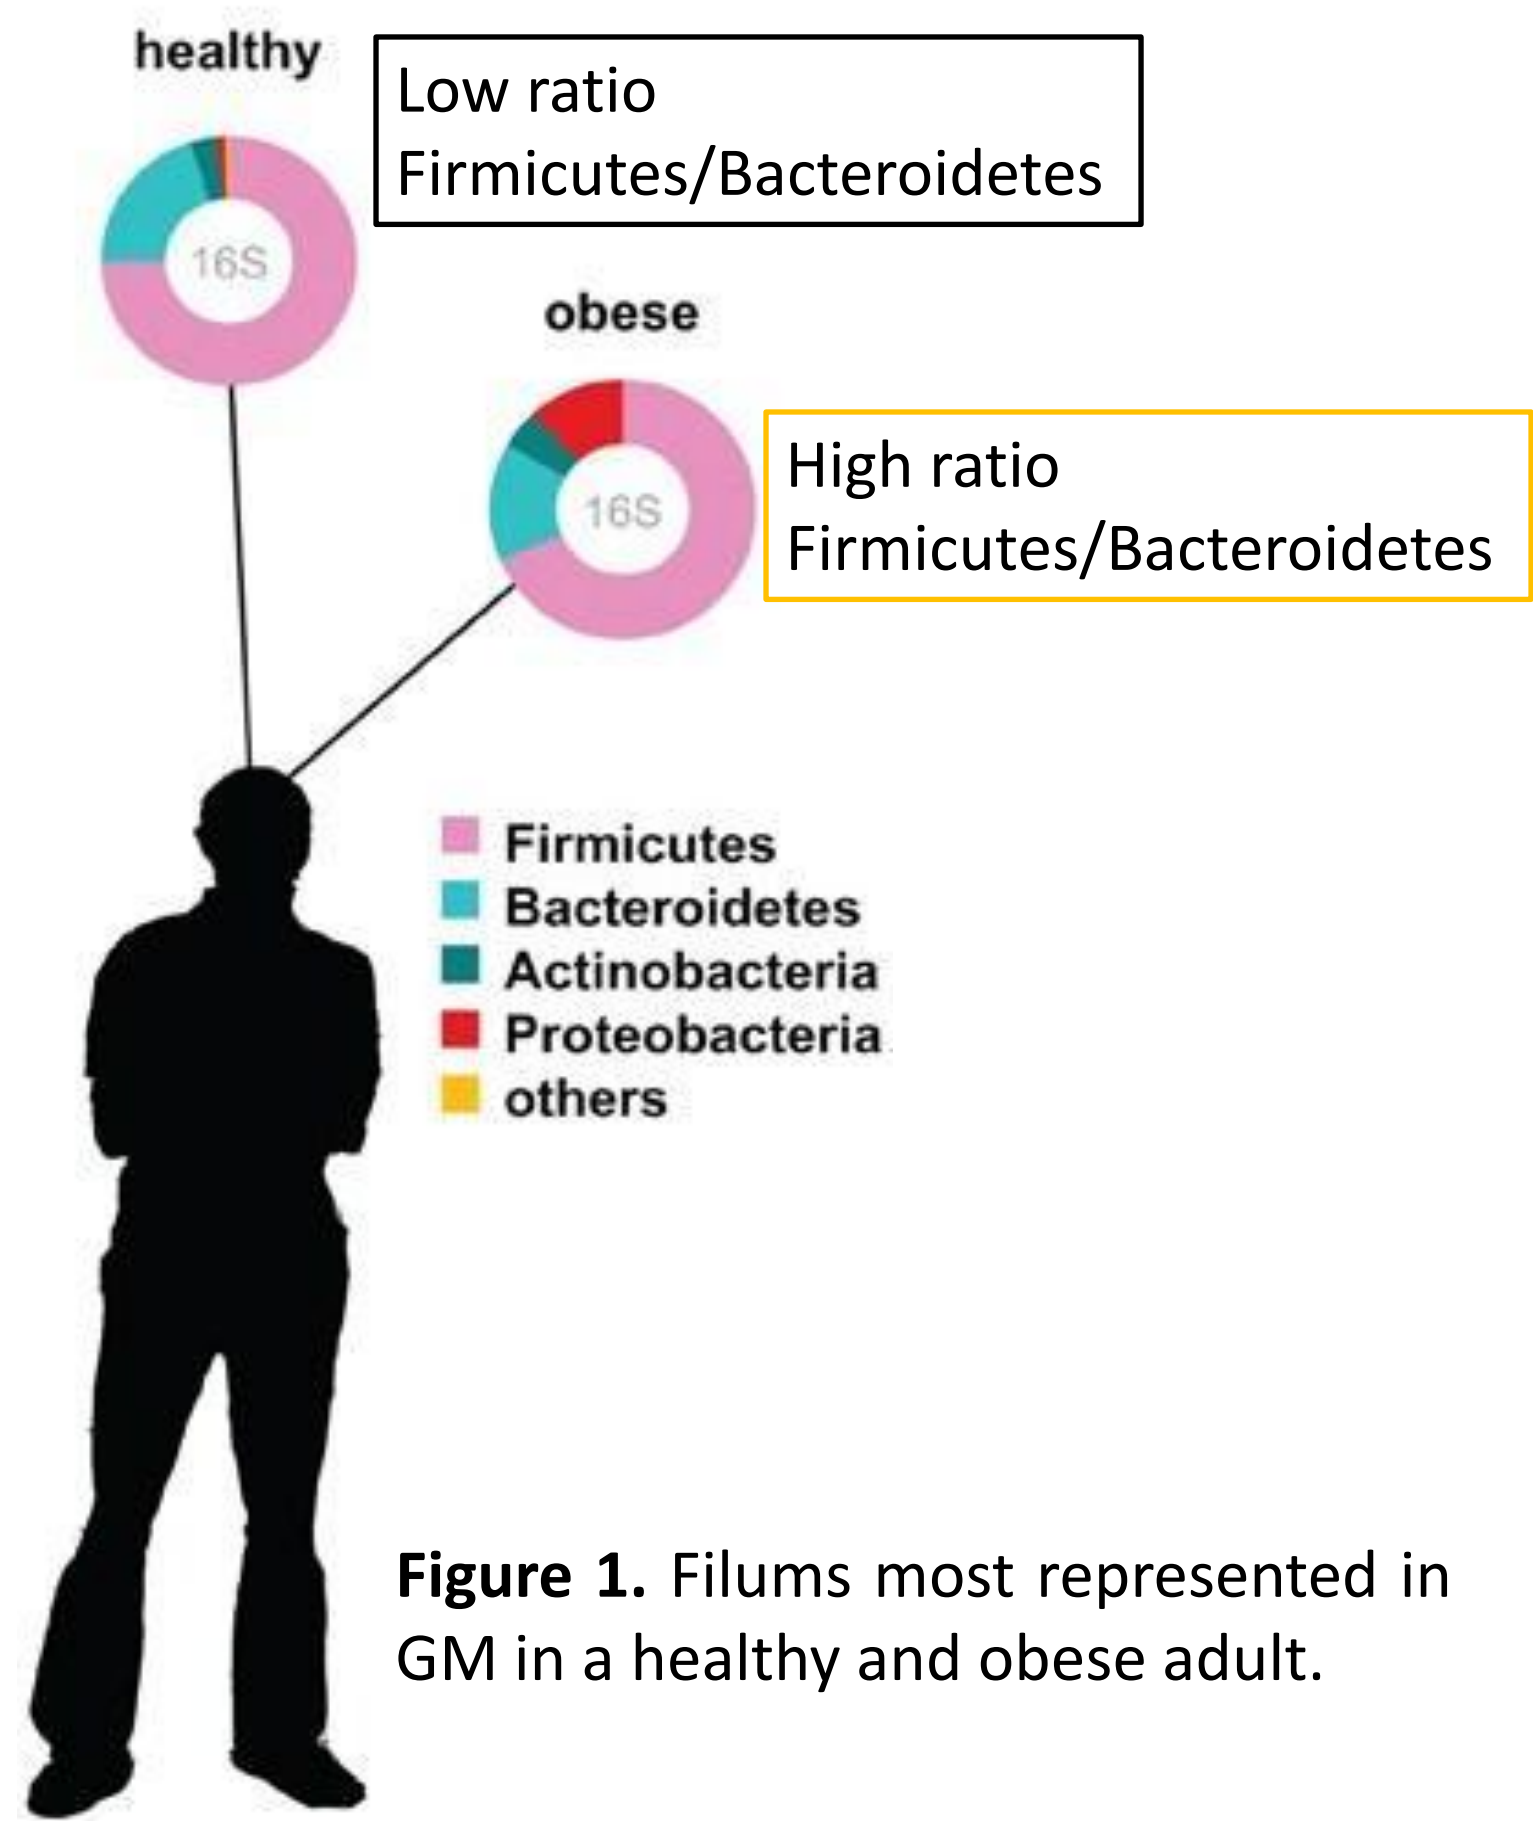 healthy
Low ratio
Firmicutes/Bacteroidetes
16S
obese
High ratio
Firmicutes/Bacteroidetes
16S
Firmicutes
Bacteroidetes
Actinobacteria
Proteobacteria
others
Figure 1. Filums most represented in
GM in a healthy and obese adult.